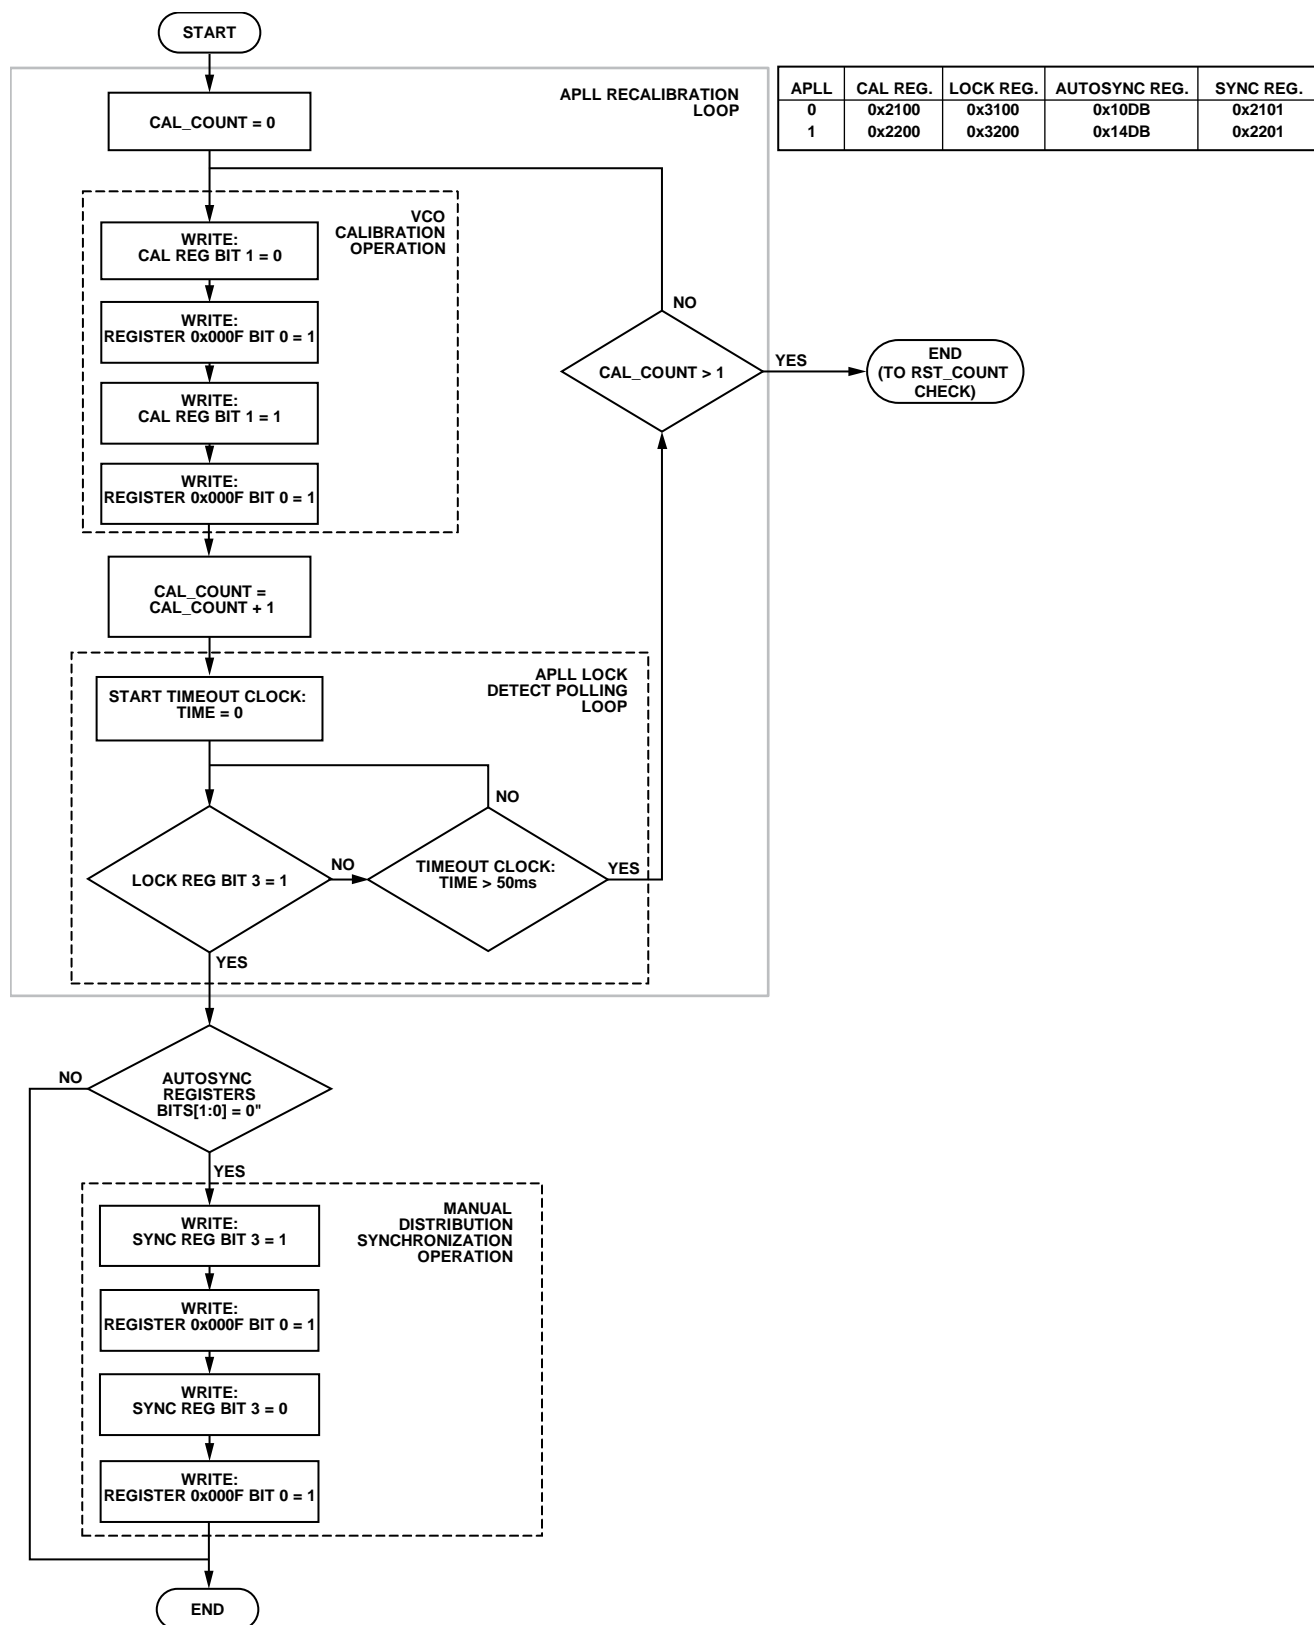 START
APLL RECALIBRATION
LOOP
APLL CAL REG. LOCK REG. AUTOSYNC REG. SYNC REG.
0 0x2100 0x3100 0x10DB 0x2101
1 0x2200 0x3200 0x14DB 0x2201
CAL_COUNT = 0
VCO
CALIBRATION
OPERATION
WRITE:
CAL REG BIT 1 = 0
WRITE:
REGISTER 0x000F BIT 0 = 1
WRITE:
CAL REG BIT 1 = 1
WRITE:
REGISTER 0x000F BIT 0 = 1
NO
CAL_COUNT > 1
YES
END
(TO RST_COUNT
CHECK)
CAL_COUNT =
CAL_COUNT + 1
APLL LOCK
DETECT POLLING
LOOP
START TIMEOUT CLOCK:
TIME = 0
NO
LOCK REG BIT 3 = 1
NO
TIMEOUT CLOCK:
TIME > 50ms
YES
YES
NO
AUTOSYNC
REGISTERS
BITS[1:0] = 0"
YES
MANUAL
DISTRIBUTION
SYNCHRONIZATION
OPERATION
WRITE:
SYNC REG BIT 3 = 1
WRITE:
REGISTER 0x000F BIT 0 = 1
WRITE:
SYNC REG BIT 3 = 0
WRITE:
REGISTER 0x000F BIT 0 = 1
END